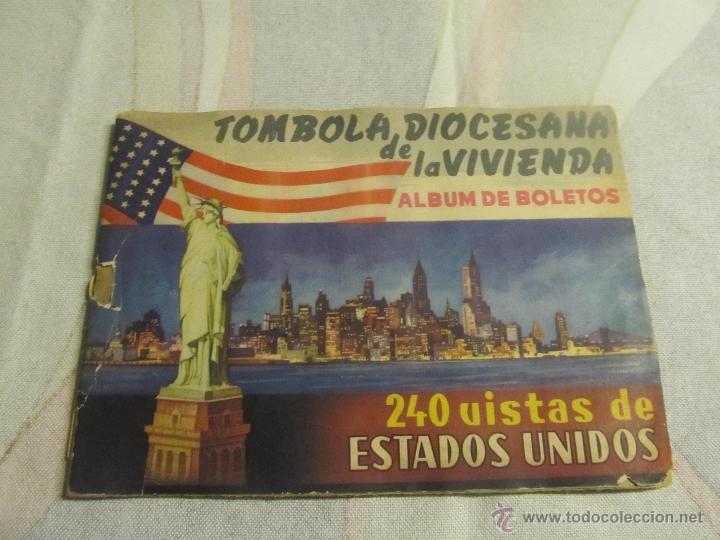 TOMBOLA DIOCESANA
de la VIVIENDA
ALBUM DE BOLETOS
240 vistas de
ESTADOS UNIDOS
© www.todocoleccion.net